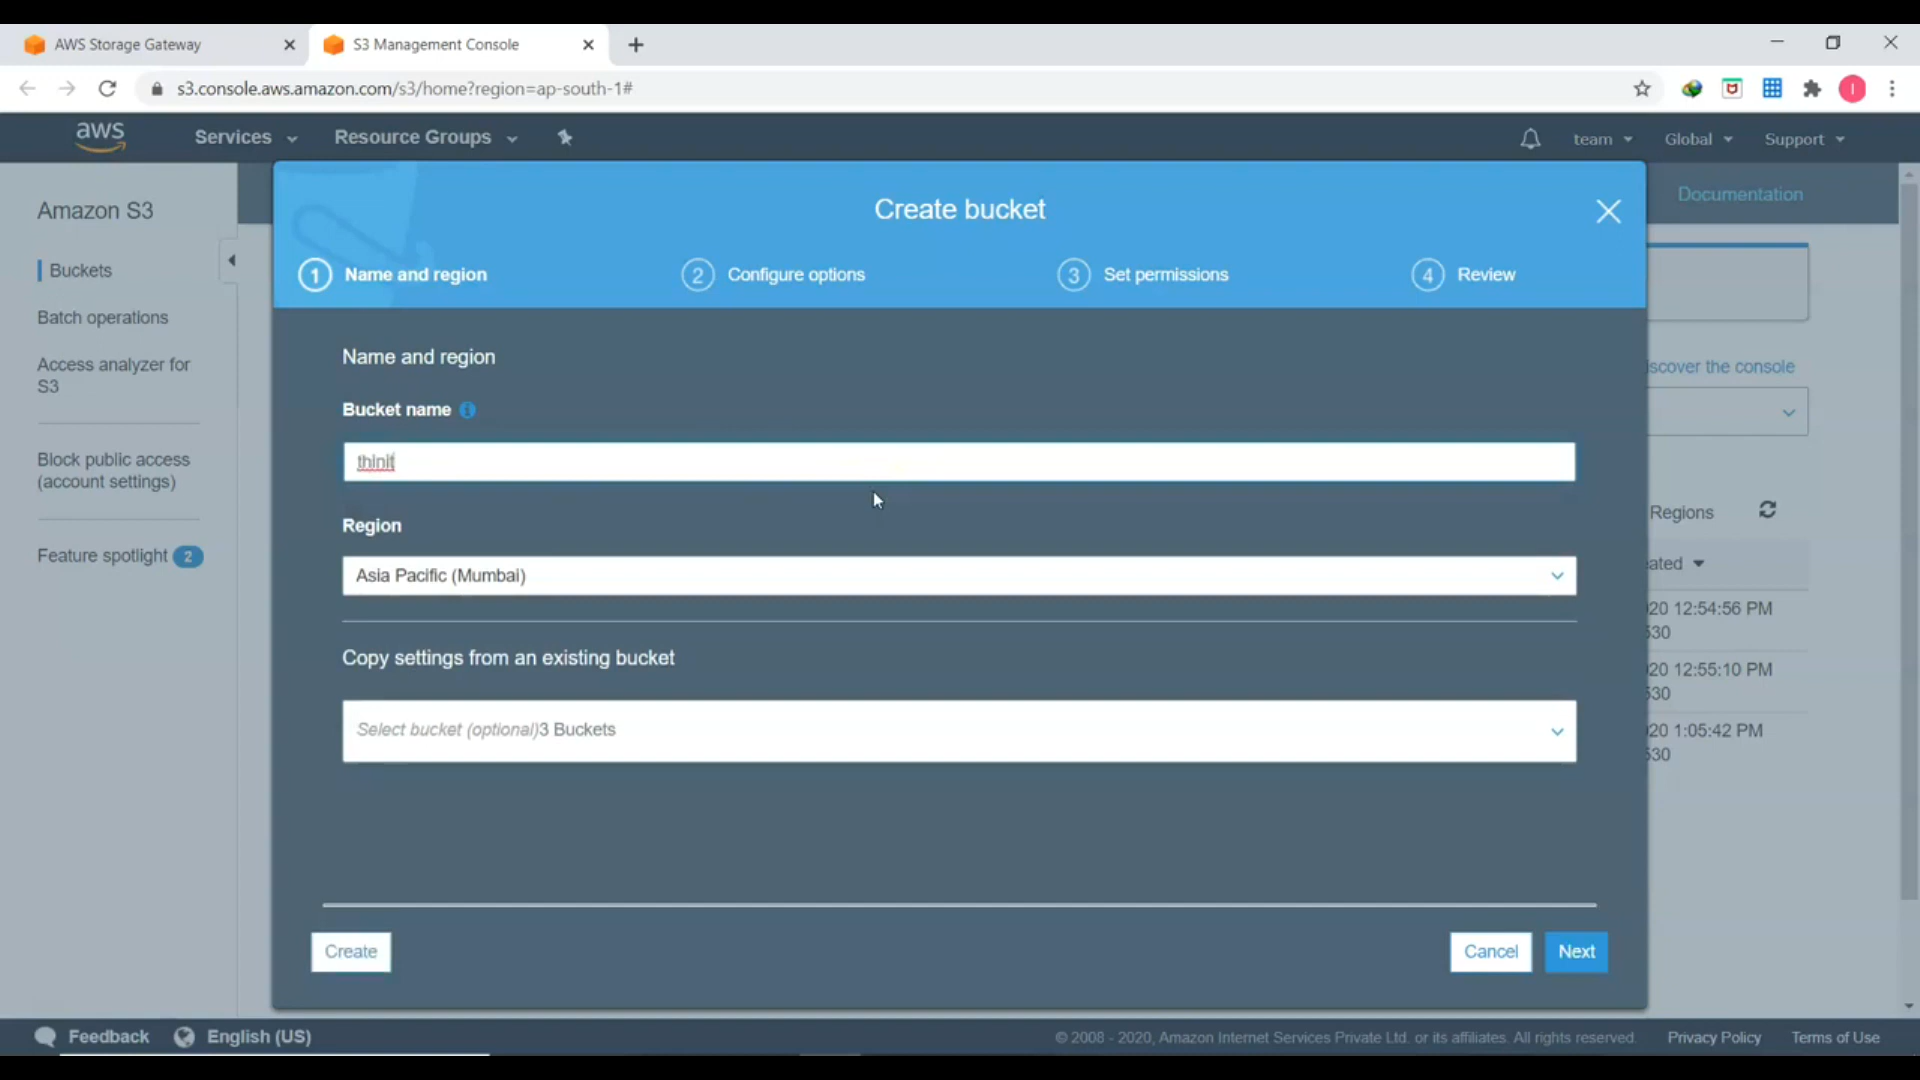 AWS Storage Gateway
S3 Management Console
s3.console.aws.amazon.com/s3/home?region=ap-south-1#
aws
Services
Resource Groups
team
Global
Support
Documentation
Amazon S3
Buckets
Batch operations
Access analyzer for
S3
Block public access
(account settings)
Feature spotlight 2
Create bucket
1 Name and region
2 Configure options
3 Set permissions
4 Review
Name and region
Bucket name
thinit
Region
Asia Pacific (Mumbai)
Copy settings from an existing bucket
Select bucket (optional)3 Buckets
Create
Cancel
Next
iscover the console
Regions
ated
20 12:54:56 PM
530
20 12:55:10 PM
530
20 1:05:42 PM
530
Feedback
English (US)
© 2008 - 2020, Amazon Internet Services Private Ltd. or its affiliates. All rights reserved.
Privacy Policy
Terms of Use